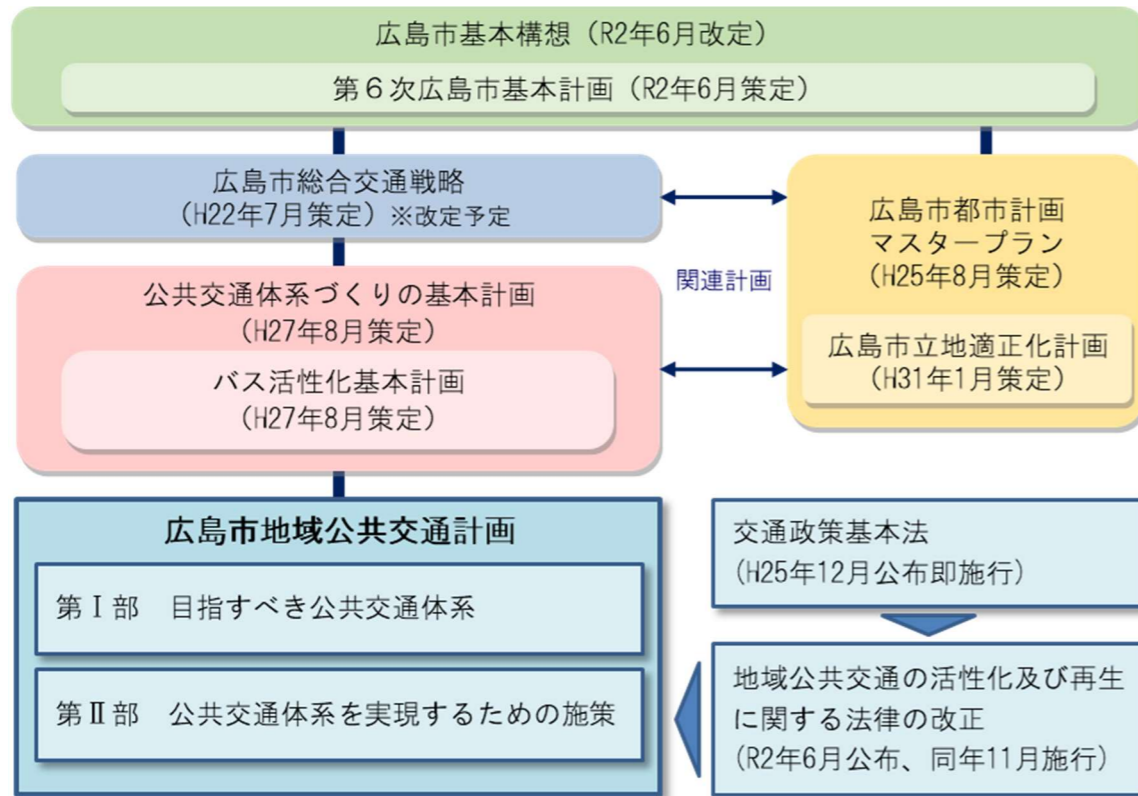 広島市基本構想（R2年6月改定）
第６次広島市基本計画（R2年6月策定）
広島市総合交通戦略
（H22年7月策定）※改定予定
公共交通体系づくりの基本計画
（H27年8月策定）
バス活性化基本計画
（H27年8月策定）
関連計画
広島市都市計画
マスタープラン
（H25年8月策定）
広島市立地適正化計画
（H31年1月策定）
広島市地域公共交通計画
第Ⅰ部　目指すべき公共交通体系
第Ⅱ部　公共交通体系を実現するための施策
交通政策基本法
（H25年12月公布即施行）
地域公共交通の活性化及び再生
に関する法律の改正
（R2年6月公布、同年11月施行）